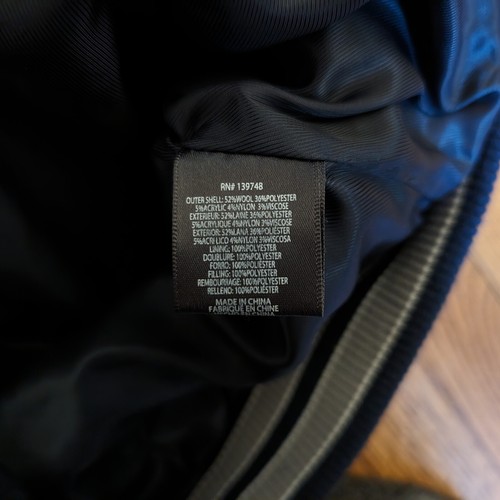 RN# 139748
OUTER SHELL: 52%WOOL 36%POLYESTER
5%ACRYLIC 4%NYLON 3%VISCOSE
EXTERIEUR: 52%LAINE 36%POLYESTER
5%ACRYLIQUE 4%NYLON 3%VISCOSE
EXTERIOR: 52%LANA 36%POLIÉSTER
5%ACRÍLICO 4%NYLON 3%VISCOSA
LINING: 100%POLYESTER
DOUBLURE: 100%POLYESTER
FORRO: 100%POLIÉSTER
FILLING: 100%POLYESTER
REMBOURRAGE: 100%POLYESTER
RELLENO: 100%POLIÉSTER
MADE IN CHINA
FABRIQUÉ EN CHINE
HECHO EN CHINA